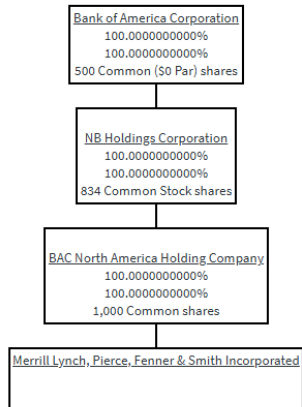 Bank of America Corporation
100.0000000000%
100.0000000000%
500 Common ($0 Par) shares
NB Holdings Corporation
100.0000000000%
100.0000000000%
834 Common Stock shares
BAC North America Holding Company
100.0000000000%
100.0000000000%
1,000 Common shares
Merrill Lynch, Pierce, Fenner & Smith Incorporated